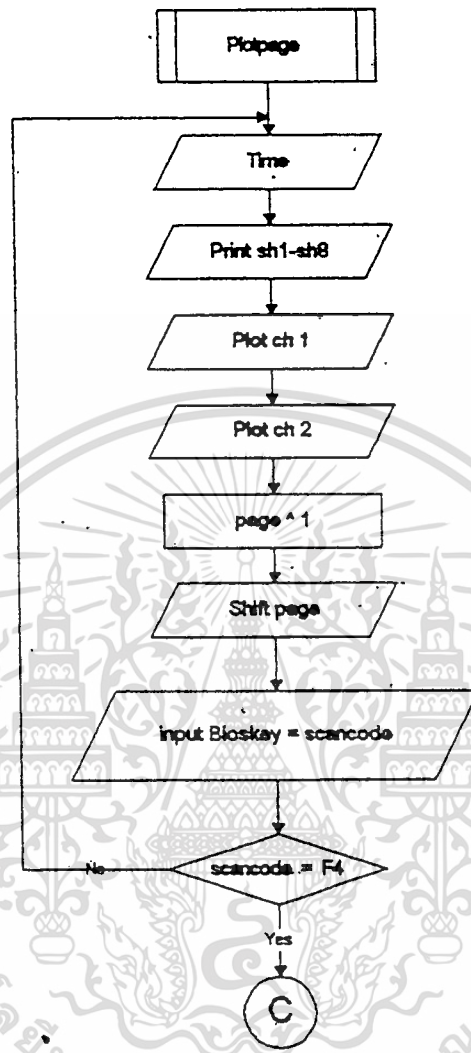 Plotpage
Time
Print sh1-sh8
Plot ch 1
Plot ch 2
page ^ 1
Shift page
input Bioskey = scancode
scancode = F4
No
Yes
C